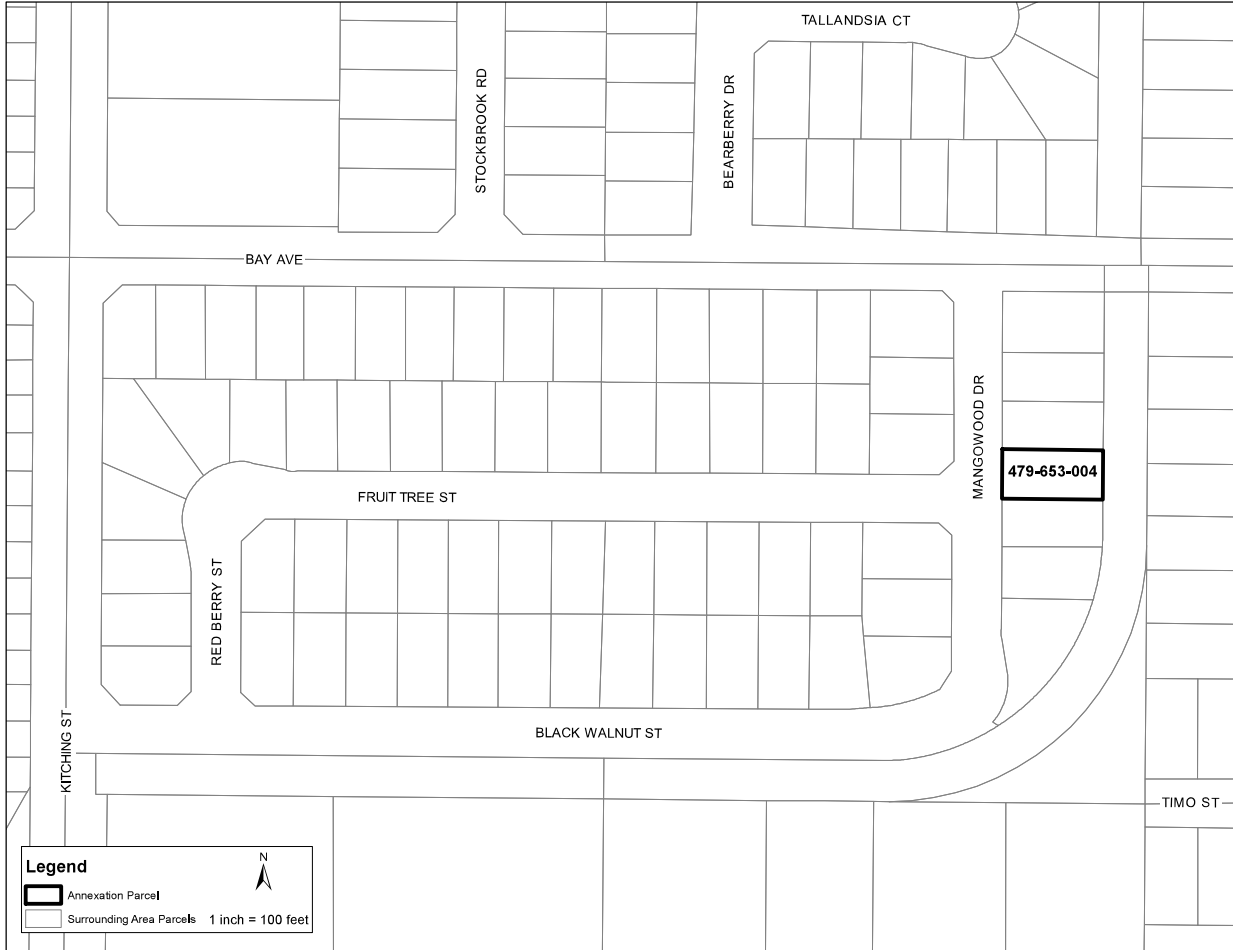 TALLANDSIA CT
STOCKBROOK RD
BEARBERRY DR
BAY AVE
MANGOWOOD DR
479-653-004
FRUIT TREE ST
RED BERRY ST
KITCHING ST
BLACK WALNUT ST
TIMO ST
Legend
N
Annexation Parcel
Surrounding Area Parcels 1 inch = 100 feet